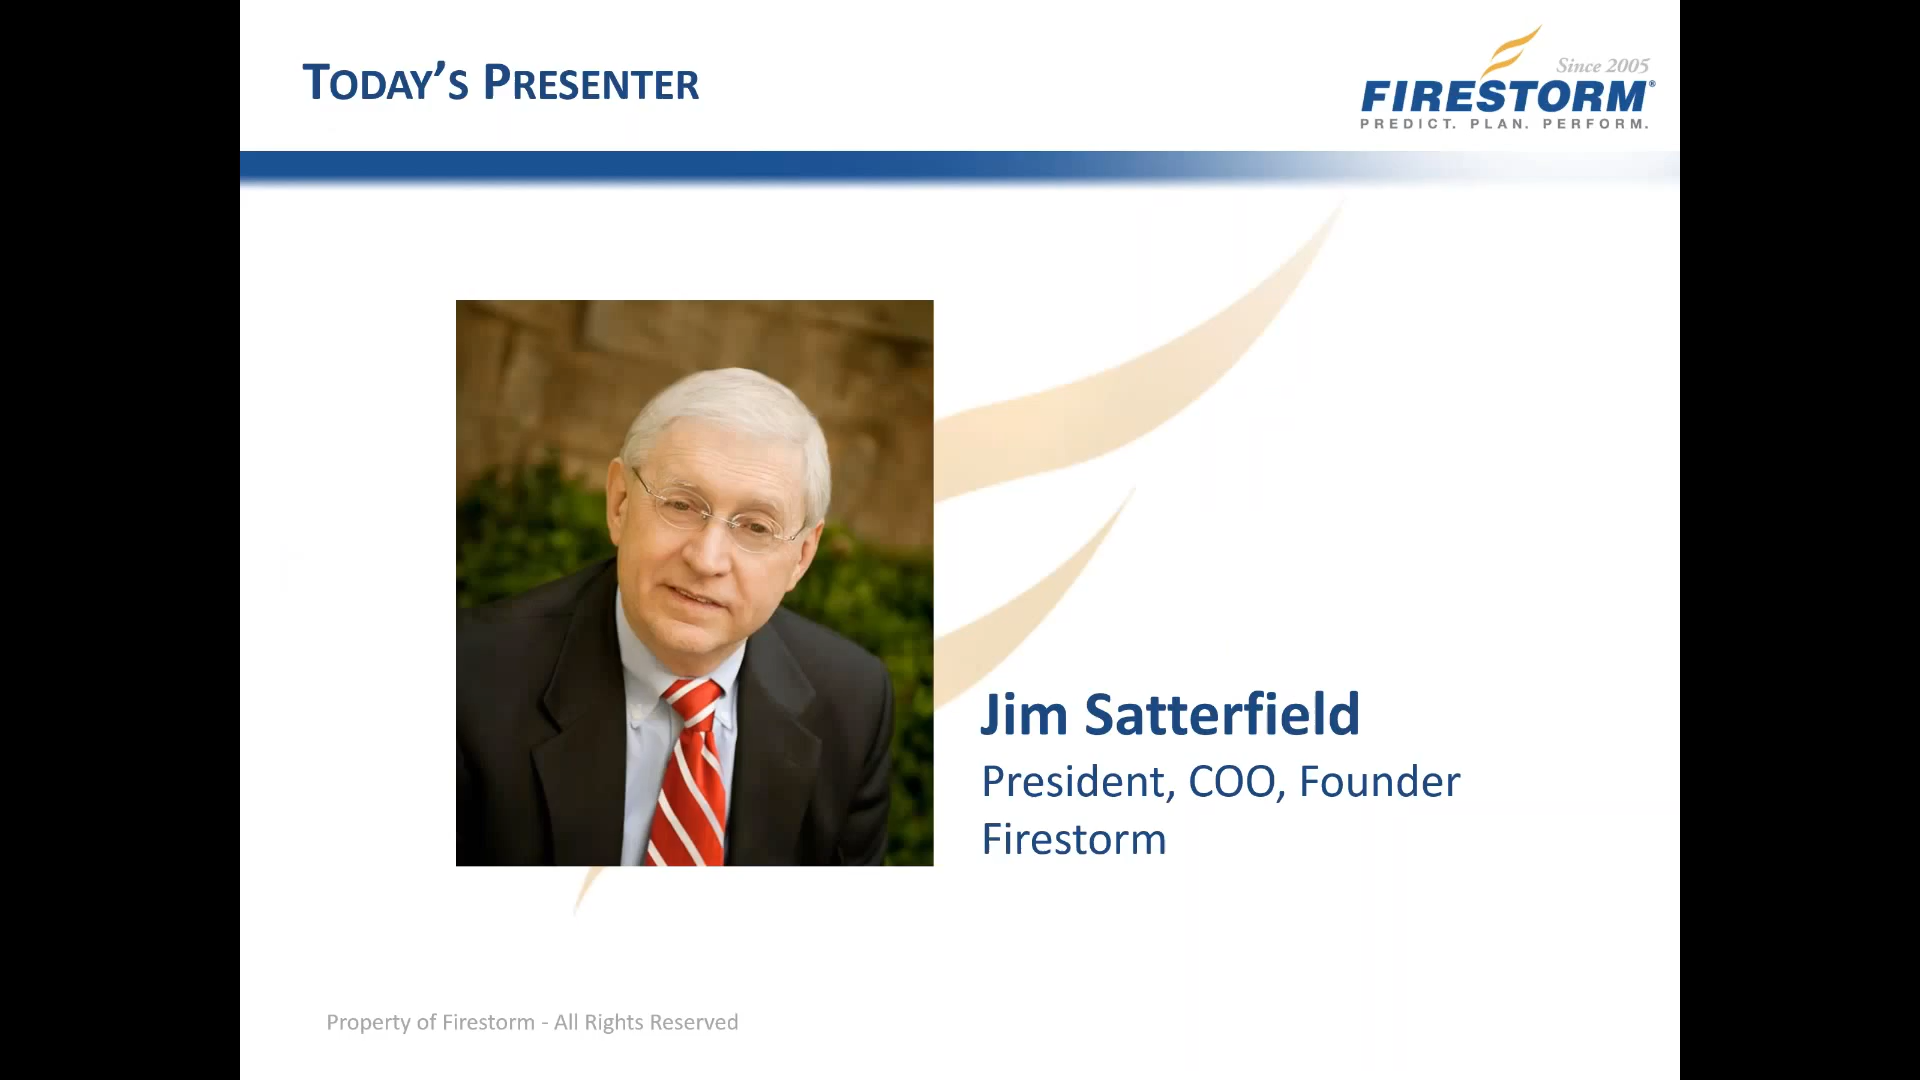 TODAY'S PRESENTER
Since 2005
FIRESTORM®
PREDICT. PLAN. PERFORM.
Jim Satterfield
President, COO, Founder
Firestorm
Property of Firestorm - All Rights Reserved